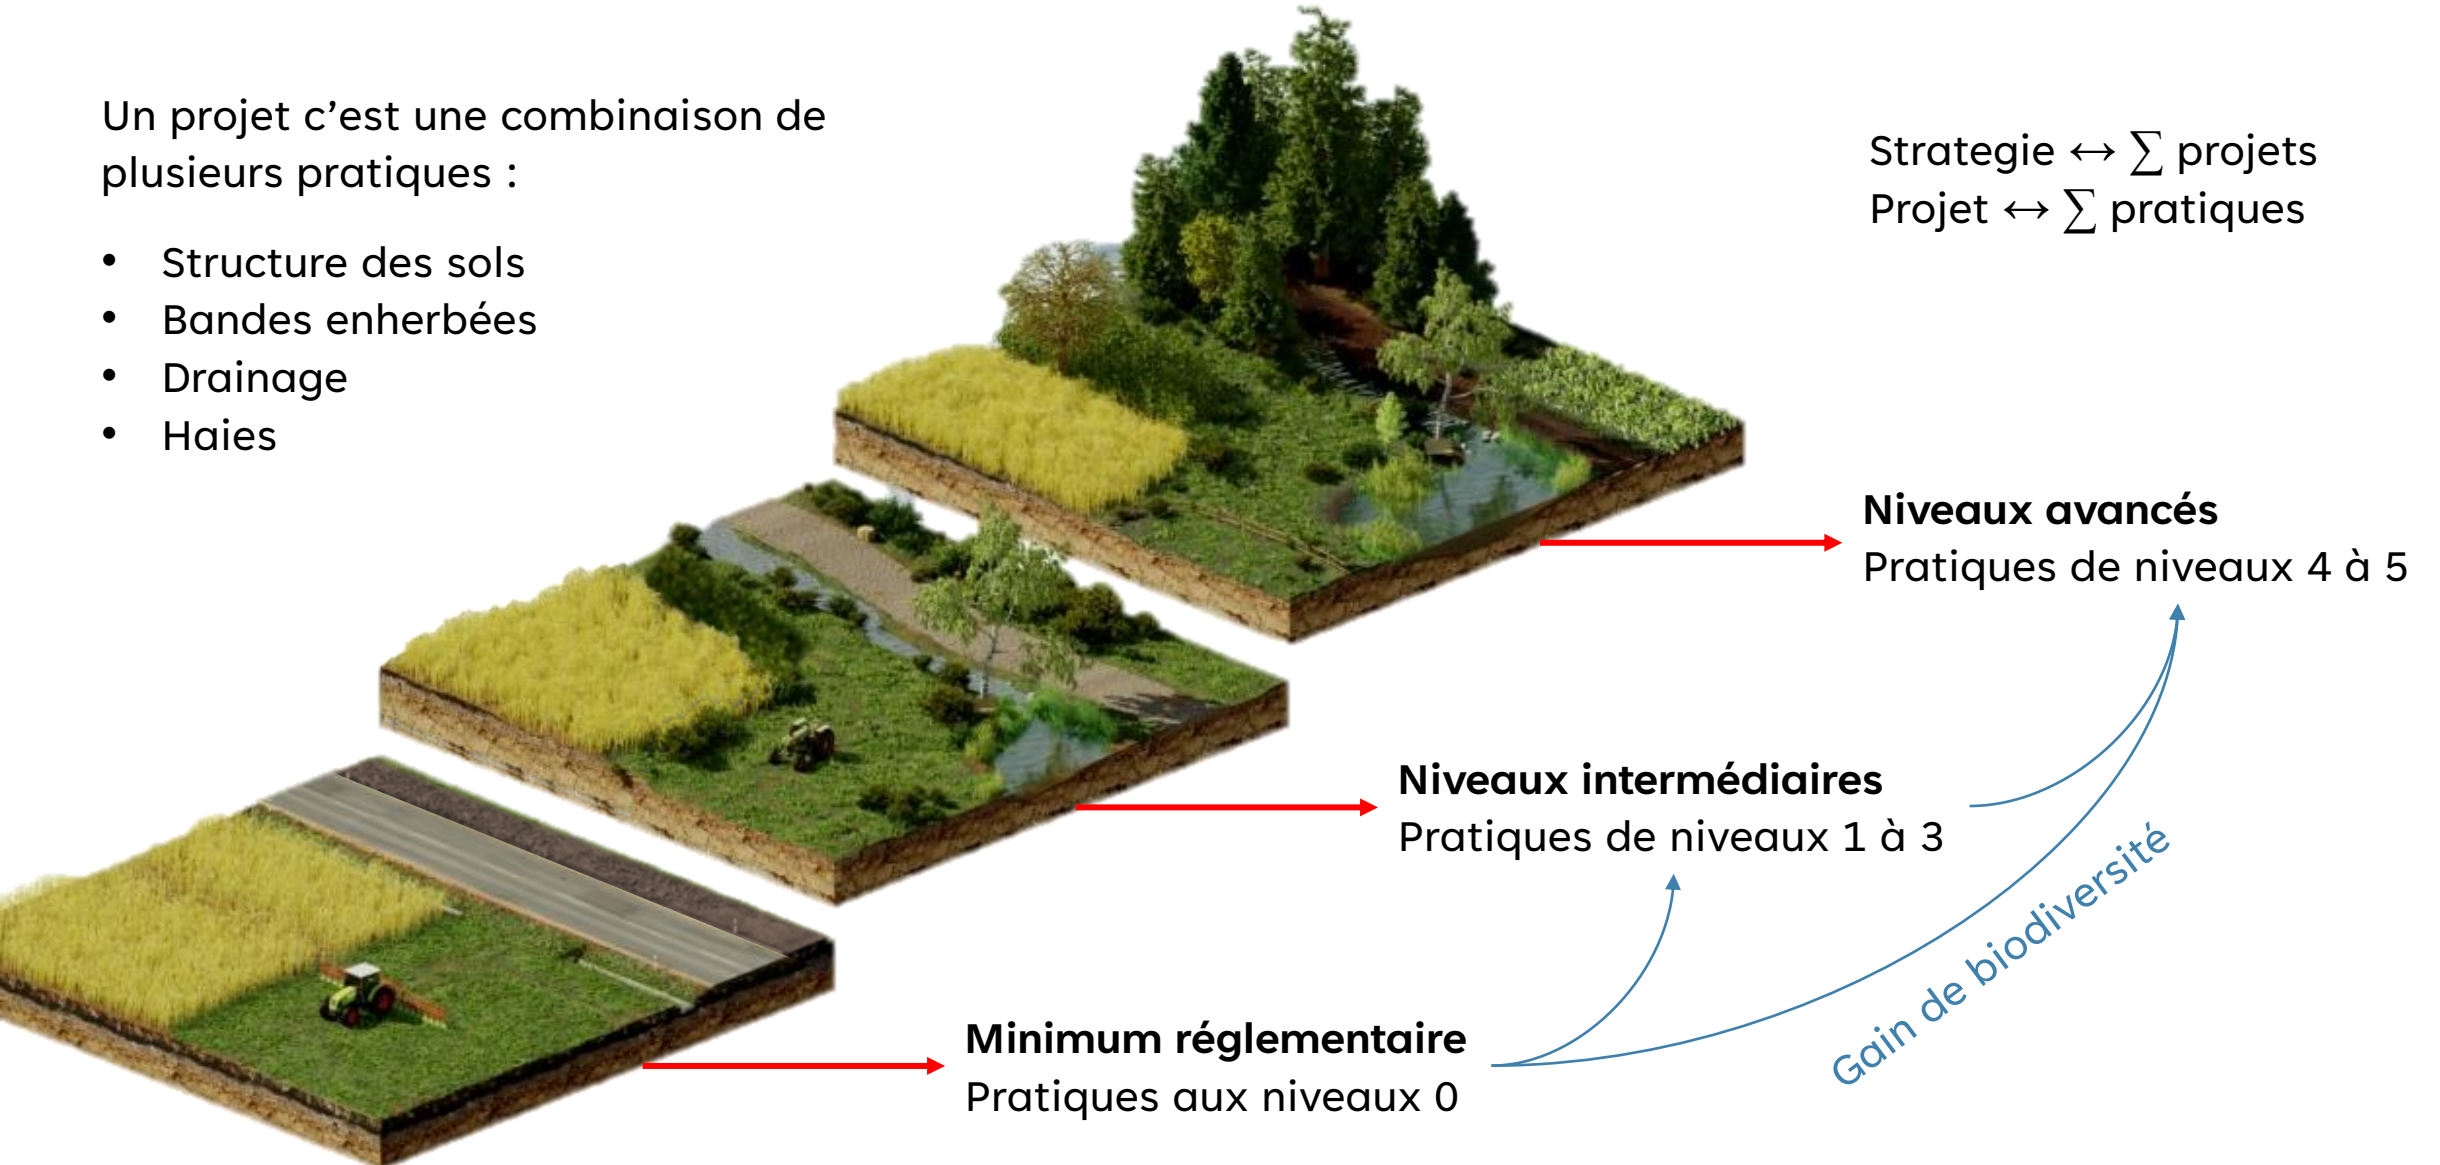 Un projet c’est une combinaison de
plusieurs pratiques :
• Structure des sols
• Bandes enherbées
• Drainage
• Haies
Strategie ↔ ∑ projets
Projet ↔ ∑ pratiques
Niveaux avancés
Pratiques de niveaux 4 à 5
Niveaux intermédiaires
Pratiques de niveaux 1 à 3
Gain de biodiversité
Minimum réglementaire
Pratiques aux niveaux 0